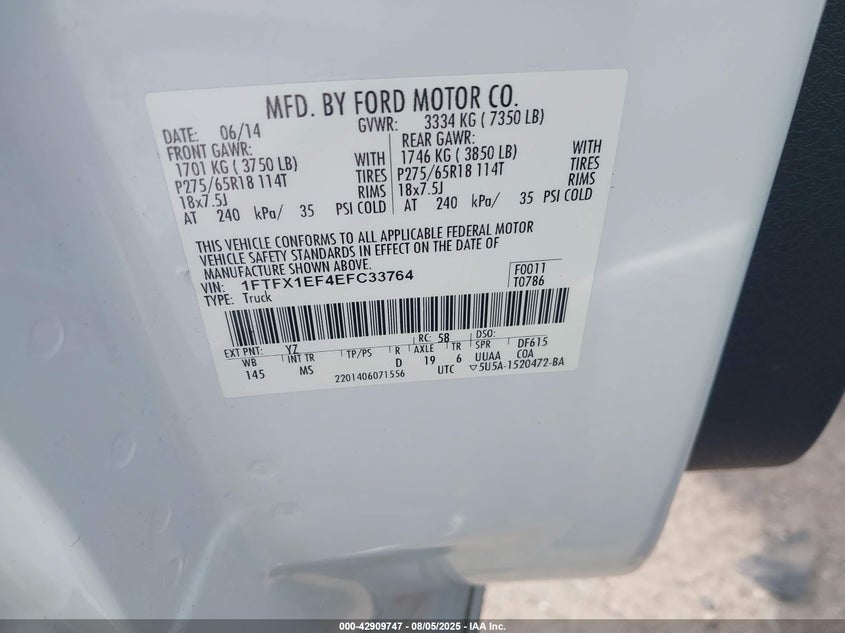 MFD. BY FORD MOTOR CO.
DATE: 06/14 GVWR: 3334 KG ( 7350 LB)
FRONT GAWR: REAR GAWR:
1701 KG ( 3750 LB) WITH 1746 KG ( 3850 LB) WITH
P275/65R18 114T TIRES P275/65R18 114T TIRES
18x7.5J RIMS 18x7.5J RIMS
AT 240 kPa/ 35 PSI COLD AT 240 kPa/ 35 PSI COLD
THIS VEHICLE CONFORMS TO ALL APPLICABLE FEDERAL MOTOR
VEHICLE SAFETY STANDARDS IN EFFECT ON THE DATE OF
MANUFACTURE SHOWN ABOVE.
VIN: 1FTFX1EF4EFC33764 F0011
TYPE: Truck T0786
RC: 58 DSO:
EXT PNT: YZ DF615
WB INT TR TP/PS R AXLE TR SPR COA
145 MS D 19 6 UUAA
2201406071556 UTC ▽5U5A-1520472-BA
000-42909747 - 08/05/2025 - IAA Inc.